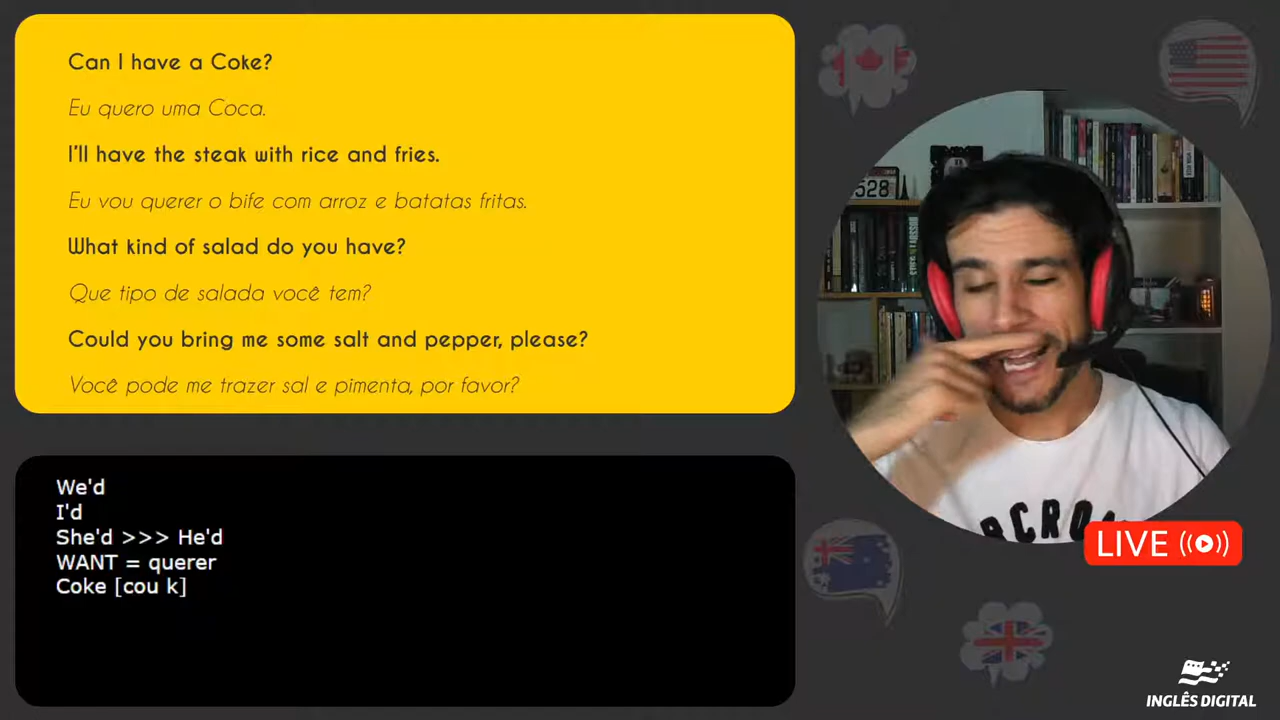 Can I have a Coke?
Eu quero uma Coca.
I'll have the steak with rice and fries.
Eu vou querer o bife com arroz e batatas fritas.
What kind of salad do you have?
Que tipo de salada você tem?
Could you bring me some salt and pepper, please?
Você pode me trazer sal e pimenta, por favor?
We'd
I'd
She'd >>> He'd
WANT = querer
Coke [cou k]
528
LIVE
INGLÊS DIGITAL